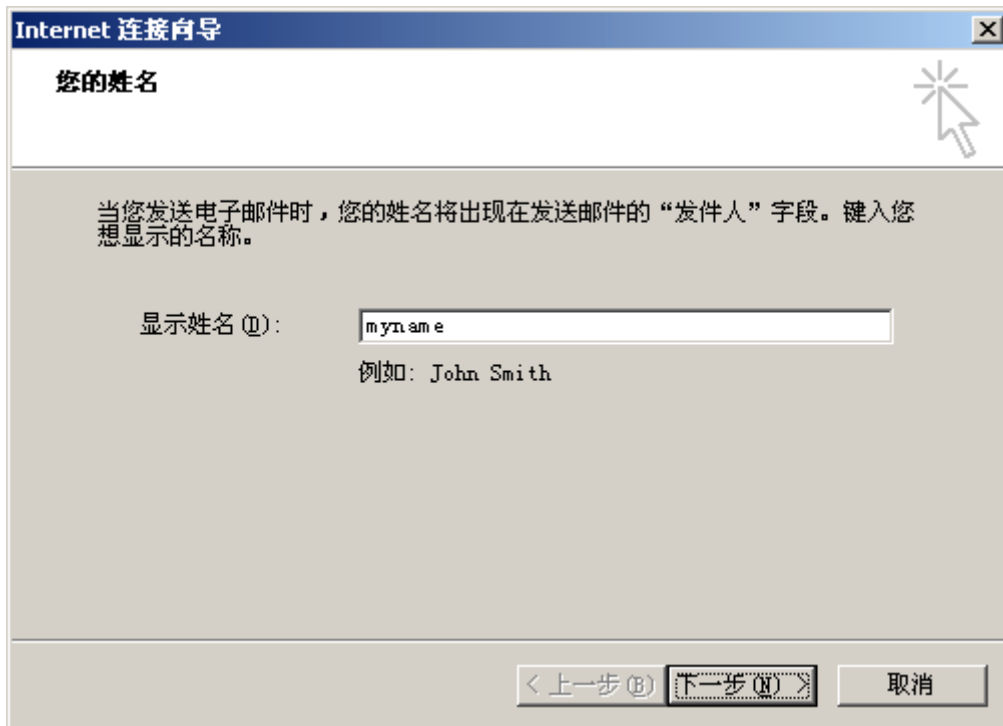 Internet 连接向导
您的姓名
当您发送电子邮件时，您的姓名将出现在发送邮件的“发件人”字段。键入您
想显示的名称。
显示姓名(D):
myname
例如: John Smith
< 上一步(B)
下一步(N) >
取消